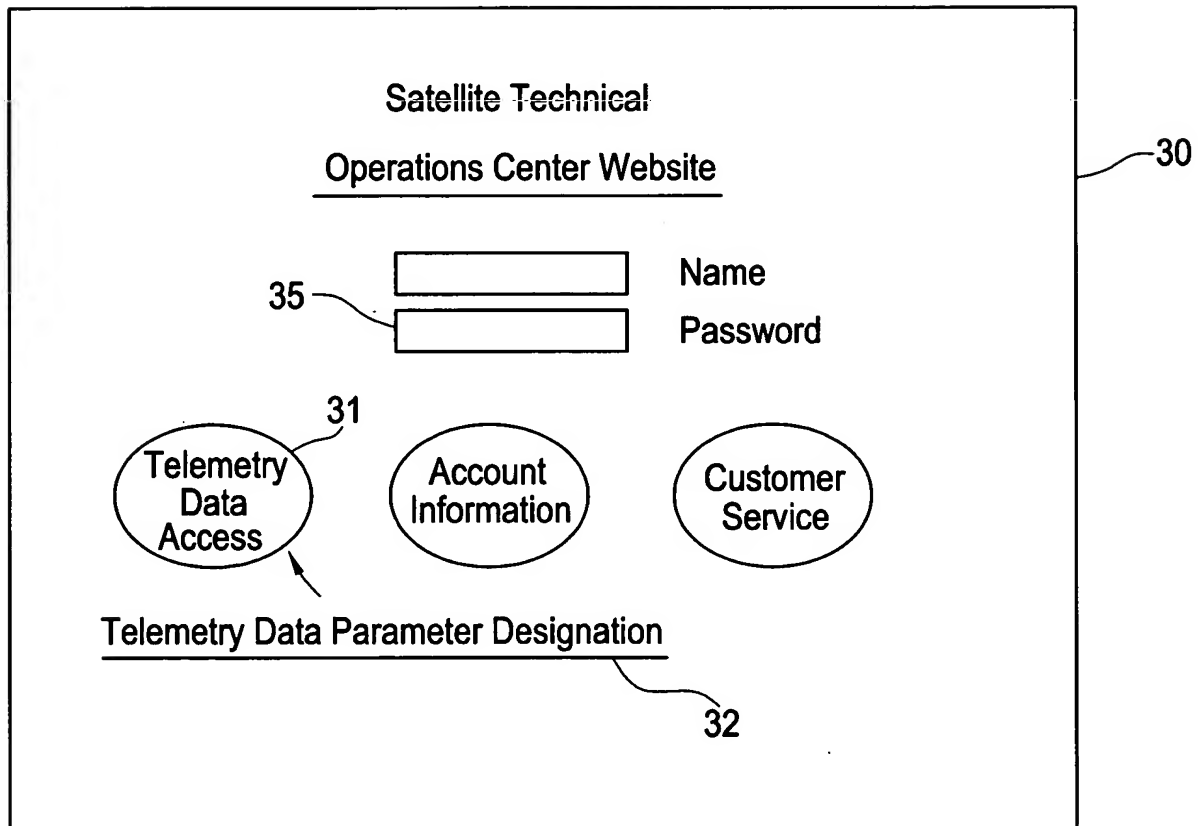 Satellite Technical
Operations Center Website
30
Name
35
Password
31
Telemetry
Data
Access
Account
Information
Customer
Service
Telemetry Data Parameter Designation
32